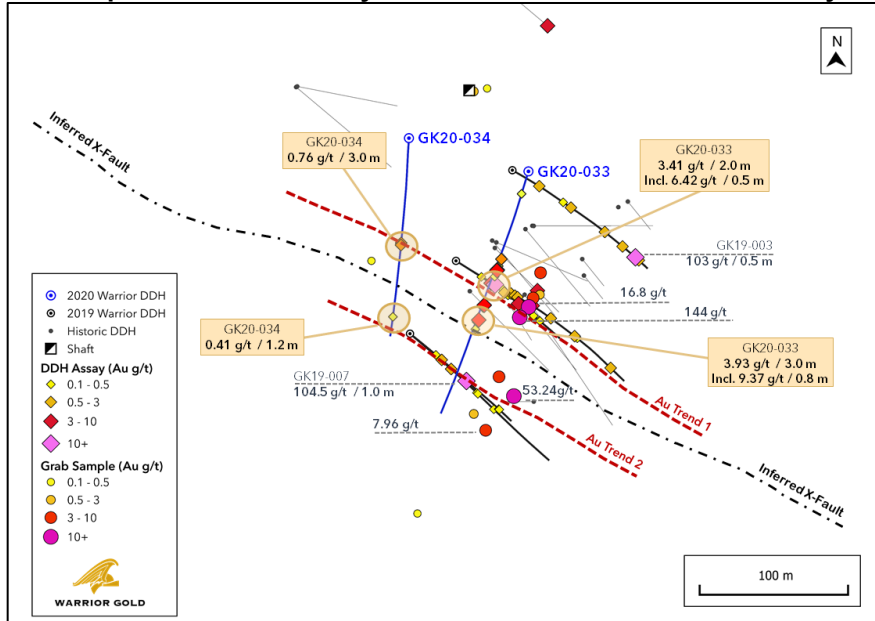 N
Inferred X-Fault
GK20-034
0.76 g/t / 3.0 m
GK20-034
GK20-033
3.41 g/t / 2.0 m
Incl. 6.42 g/t / 0.5 m
GK20-033
GK19-003
103 g/t / 0.5 m
16.8 g/t
144 g/t
GK20-034
0.41 g/t / 1.2 m
GK20-033
3.93 g/t / 3.0 m
Incl. 9.37 g/t / 0.8 m
GK19-007
104.5 g/t / 1.0 m
53.24g/t
7.96 g/t
Au Trend 1
Au Trend 2
Inferred X-Fault
2020 Warrior DDH
2019 Warrior DDH
Historic DDH
Shaft
DDH Assay (Au g/t)
0.1 - 0.5
0.5 - 3
3 - 10
10+
Grab Sample (Au g/t)
0.1 - 0.5
0.5 - 3
3 - 10
10+
WARRIOR GOLD
100 m